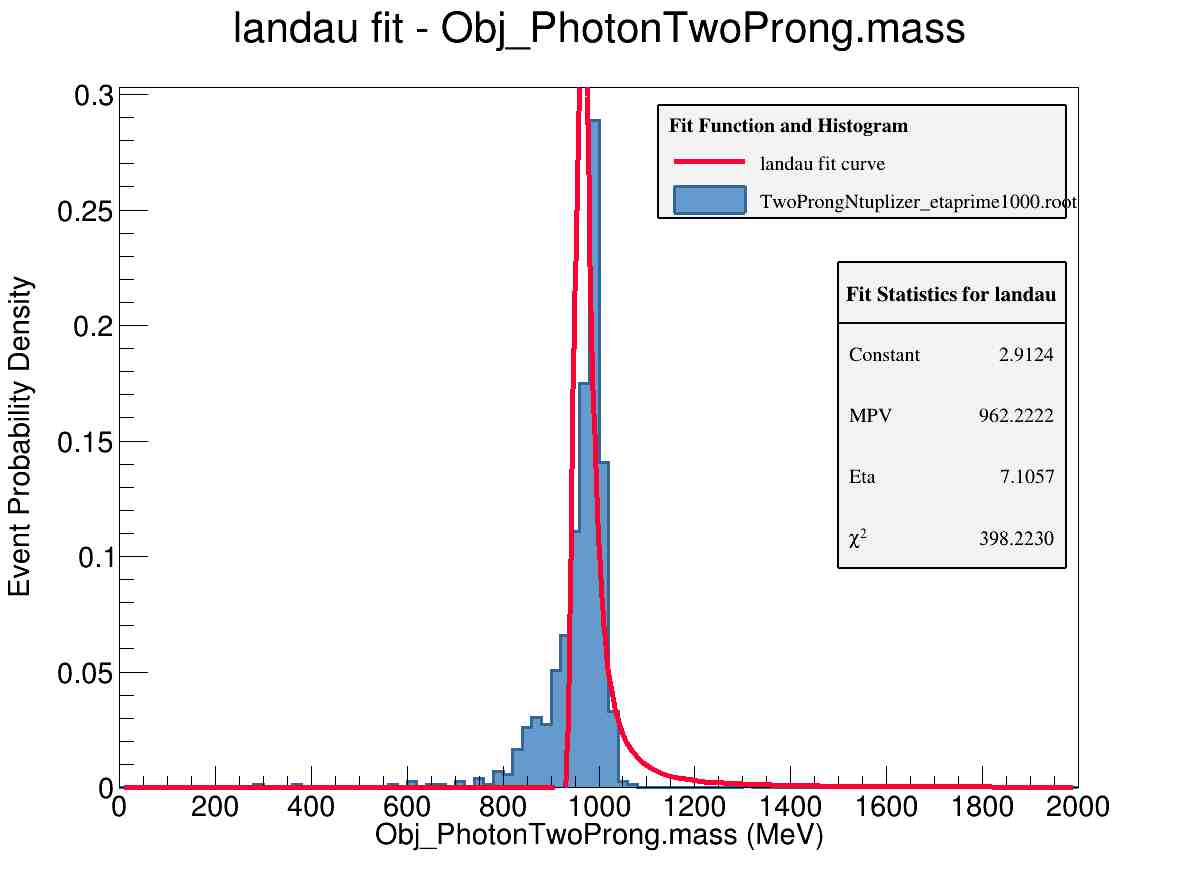 landau fit - Obj_PhotonTwoProng.mass
Event Probability Density
0.3
0.25
0.2
0.15
0.1
0.05
0
Fit Function and Histogram
landau fit curve
TwoProngNtuplizer_etaprime1000.root
Fit Statistics for landau
Constant 2.9124
MPV 962.2222
Eta 7.1057
χ² 398.2230
0 200 400 600 800 1000 1200 1400 1600 1800 2000
Obj_PhotonTwoProng.mass (MeV)